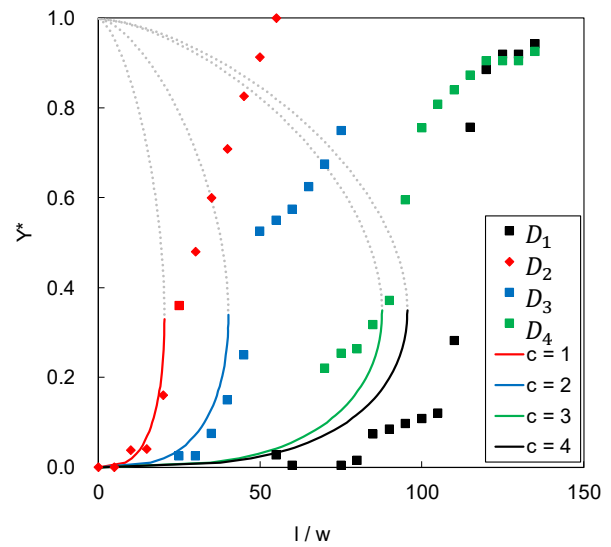 1.0
0.8
0.6
0.4
0.2
0.0
Y*
0
50
100
150
l / w
D₁
D₂
D₃
D₄
c = 1
c = 2
c = 3
c = 4